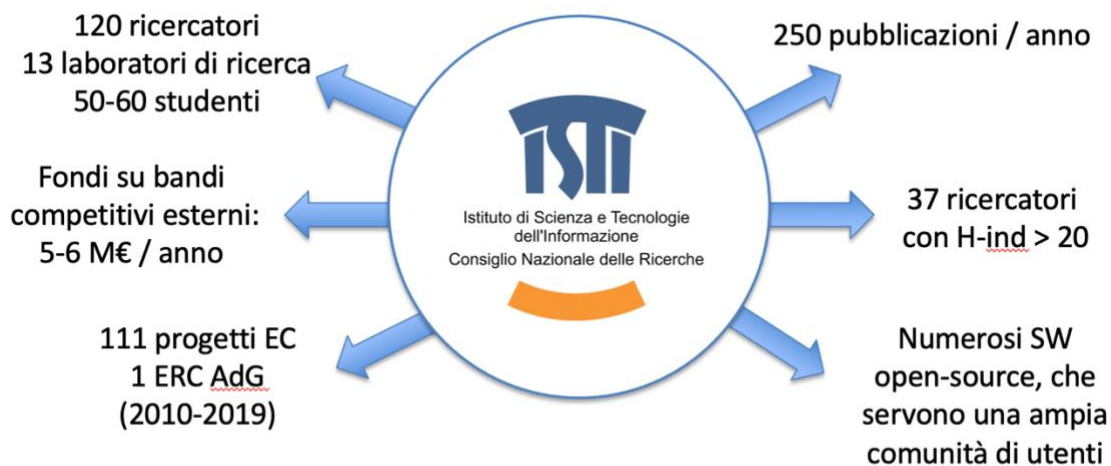 120 ricercatori
13 laboratori di ricerca
50-60 studenti
Fondi su bandi
competitivi esterni:
5-6 M€ / anno
111 progetti EC
1 ERC AdG
(2010-2019)
ISTI
Istituto di Scienza e Tecnologie
dell'Informazione
Consiglio Nazionale delle Ricerche
250 pubblicazioni / anno
37 ricercatori
con H-ind > 20
Numerosi SW
open-source, che
servono una ampia
comunità di utenti